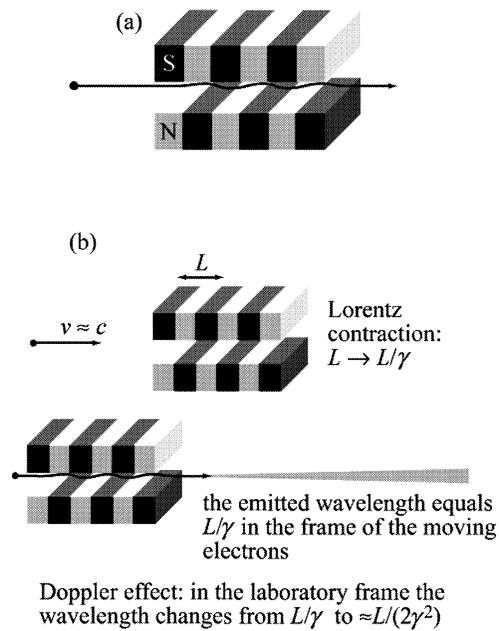 (a)
S
N
(b)
L
v ≈ c
Lorentz
contraction:
L → L/γ
the emitted wavelength equals
L/γ in the frame of the moving
electrons
Doppler effect: in the laboratory frame the
wavelength changes from L/γ to ≈L/(2γ²)